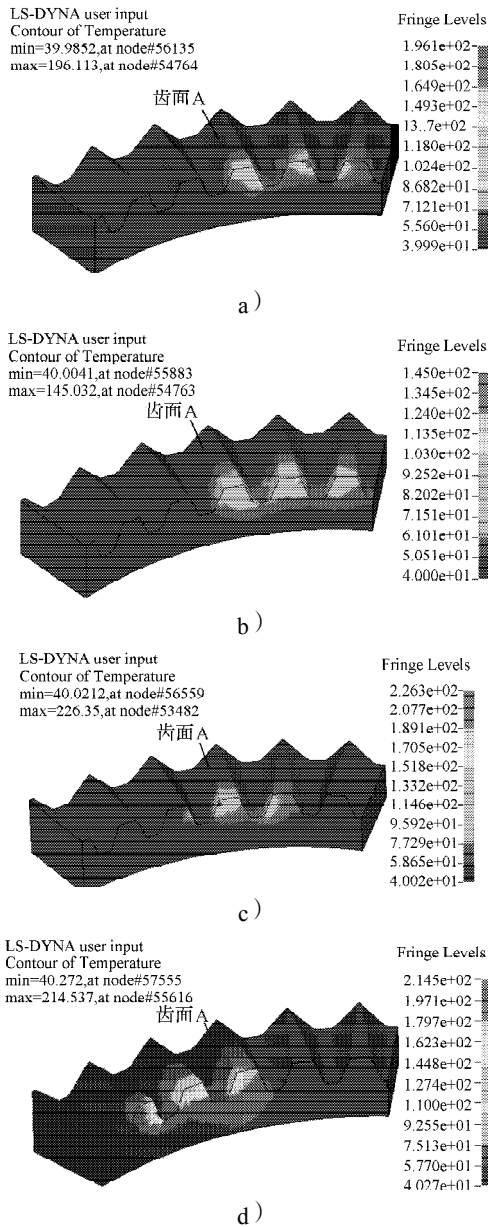 LS-DYNA user input
Contour of Temperature
min=39.9852,at node#56135
max=196.113,at node#54764
齿面A
Fringe Levels
1.961e+02
1.805e+02
1.649e+02
1.493e+02
13..7e+02
1.180e+02
1.024e+02
8.682e+01
7.121e+01
5.560e+01
3.999e+01
a）
LS-DYNA user input
Contour of Temperature
min=40.0041,at node#55883
max=145.032,at node#54763
齿面A
Fringe Levels
1.450e+02
1.345e+02
1.240e+02
1.135e+02
1.030e+02
9.252e+01
8.202e+01
7.151e+01
6.101e+01
5.051e+01
4.000e+01
b）
LS-DYNA user input
Contour of Temperature
min=40.0212,at node#56559
max=226.35,at node#53482
齿面A
Fringe Levels
2.263e+02
2.077e+02
1.891e+02
1.705e+02
1.518e+02
1.332e+02
1.146e+02
9.592e+01
7.729e+01
5.865e+01
4.002e+01
c）
LS-DYNA user input
Contour of Temperature
min=40.272,at node#57555
max=214.537,at node#55616
齿面A
Fringe Levels
2.145e+02
1.971e+02
1.797e+02
1.623e+02
1.448e+02
1.274e+02
1.100e+02
9.255e+01
7.513e+01
5.770e+01
4.027e+01
d）